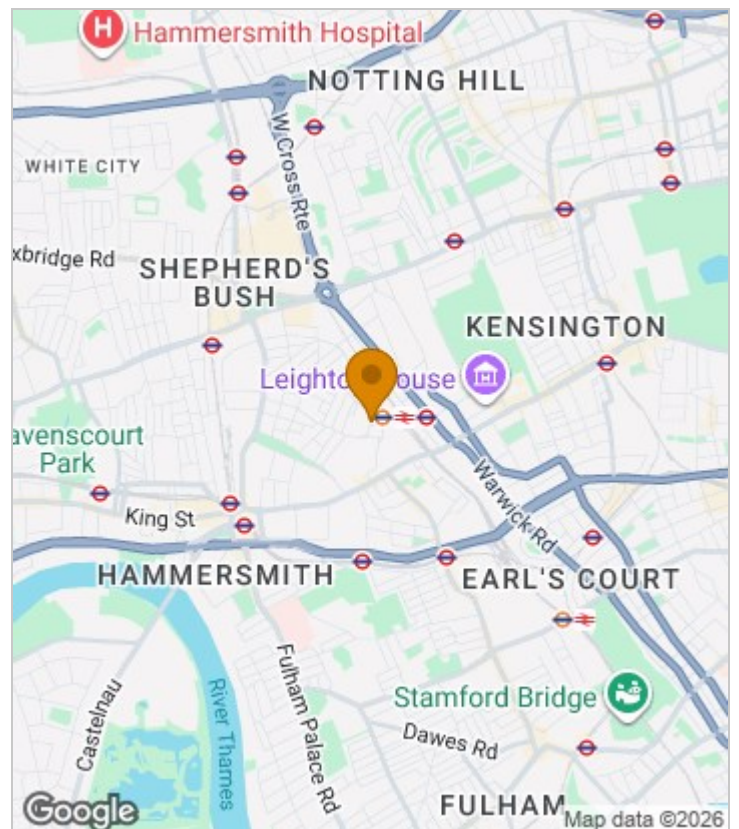 H
Hammersmith Hospital
NOTTING HILL
W Cross Rte
WHITE CITY
xbridge Rd
SHEPHERD'S
BUSH
KENSINGTON
Leighto
ouse
avenscourt
Park
King St
Warwick Rd
HAMMERSMITH
EARL'S COURT
Fulham Palace Rd
River Thames
Castelnau
Stamford Bridge
Dawes Rd
FULHAM
Google
Map data ©2026